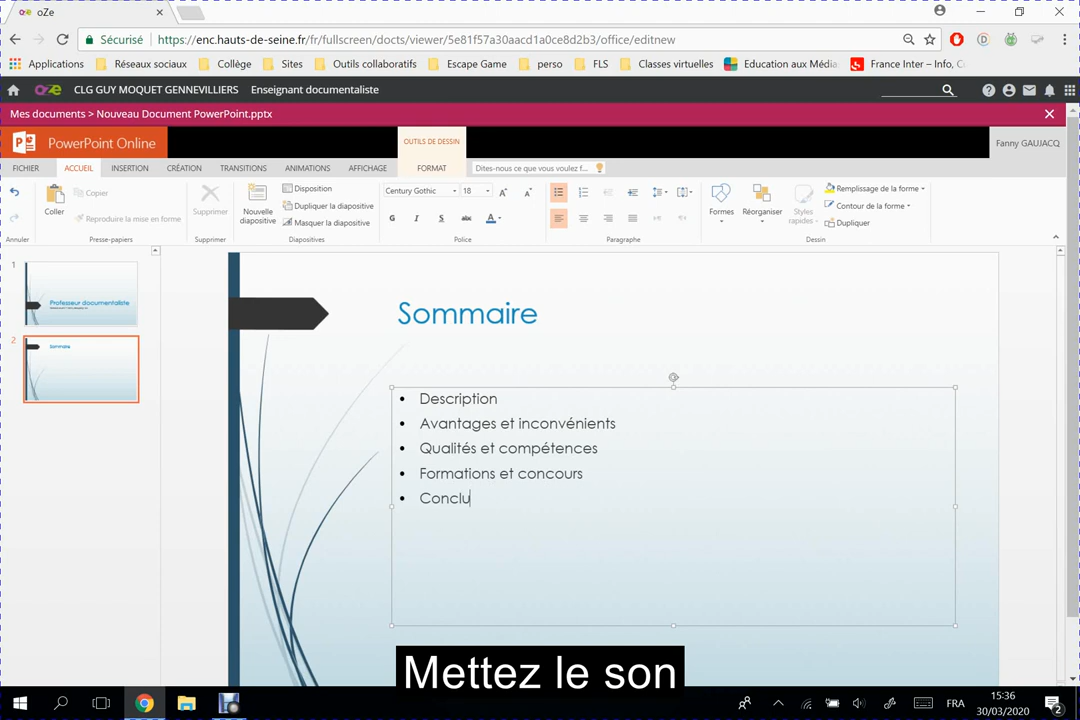 oZe
Sécurisé
https://enc.hauts-de-seine.fr/fr/fullscreen/docts/viewer/5e81f57a30aacd1a0ce8d2b3/office/editnew
Applications Réseaux sociaux Collège Sites Outils collaboratifs Escape Game perso FLS Classes virtuelles Education aux Média France Inter – Info, C
oze CLG GUY MOQUET GENNEVILLIERS Enseignant documentaliste
Mes documents > Nouveau Document PowerPoint.pptx
PowerPoint Online OUTILS DE DESSIN Fanny GAUJACQ
FICHIER ACCUEIL INSERTION CRÉATION TRANSITIONS ANIMATIONS AFFICHAGE FORMAT Dites-nous ce que vous voulez f...
Copier Disposition Century Gothic 18 Remplissage de la forme
Dupliquer la diapositive Contour de la forme
Coller Reproduire la mise en forme Supprimer Nouvelle diapositive Masquer la diapositive G I S abc A Formes Réorganiser Styles rapides Dupliquer
Annuler Presse-papiers Supprimer Diapositives Police Paragraphe Dessin
1
Professeur documentaliste
2
Sommaire
Sommaire
• Description
• Avantages et inconvénients
• Qualités et compétences
• Formations et concours
• Conclu
Mettez le son
FRA
15:36
30/03/2020
2